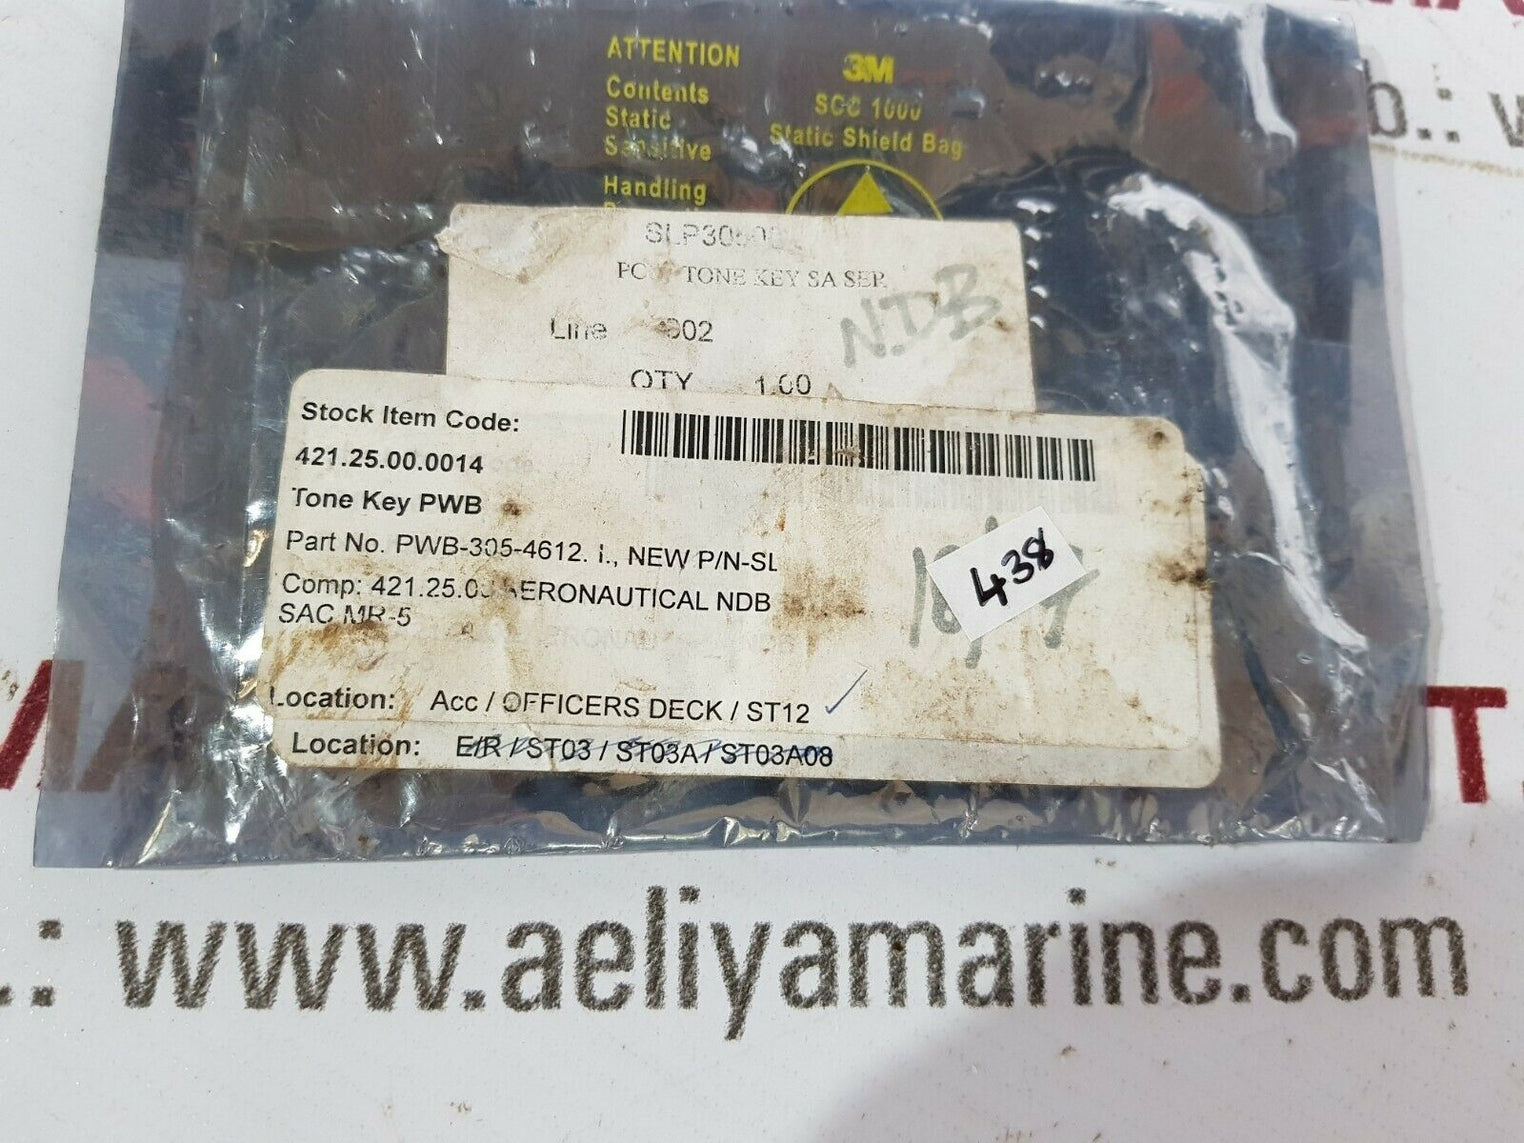 ATTENTION
Contents
Static
Sensitive
Handling
3M
SCC 1000
Static Shield Bag
TONE KEY SA SER
N.D.B
Line 302
QTY 1.00
Stock Item Code:
421.25.00.0014
Tone Key PWB
Part No. PWB-305-4612. I., NEW P/N-SL
Comp: 421.25.0 AERONAUTICAL NDB
SAC MR-5
438
Location: Acc / OFFICERS DECK / ST12
Location: E/R / ST03 / ST03A / ST03A08
b.: w
.: www.aeliyamarine.com